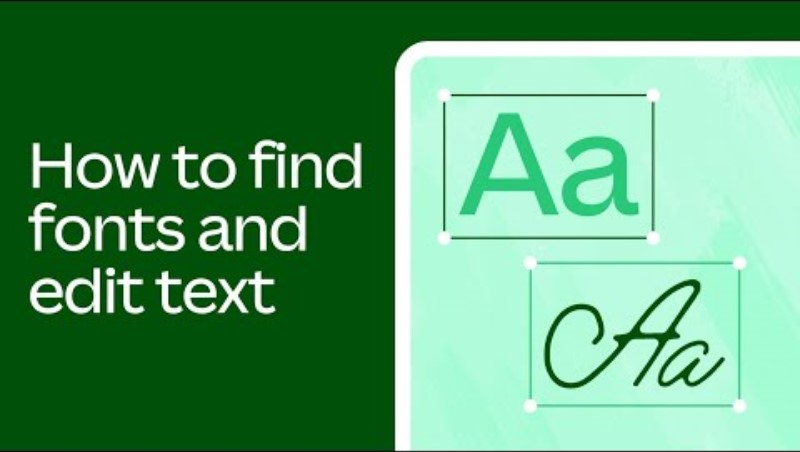 How to find
fonts and
edit text
Aa
Aa